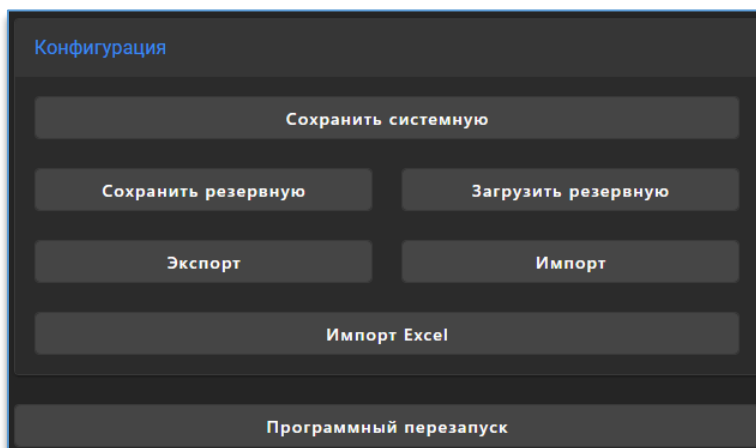 Конфигурация
Сохранить системную
Сохранить резервную Загрузить резервную
Экспорт Импорт
Импорт Excel
Программный перезапуск